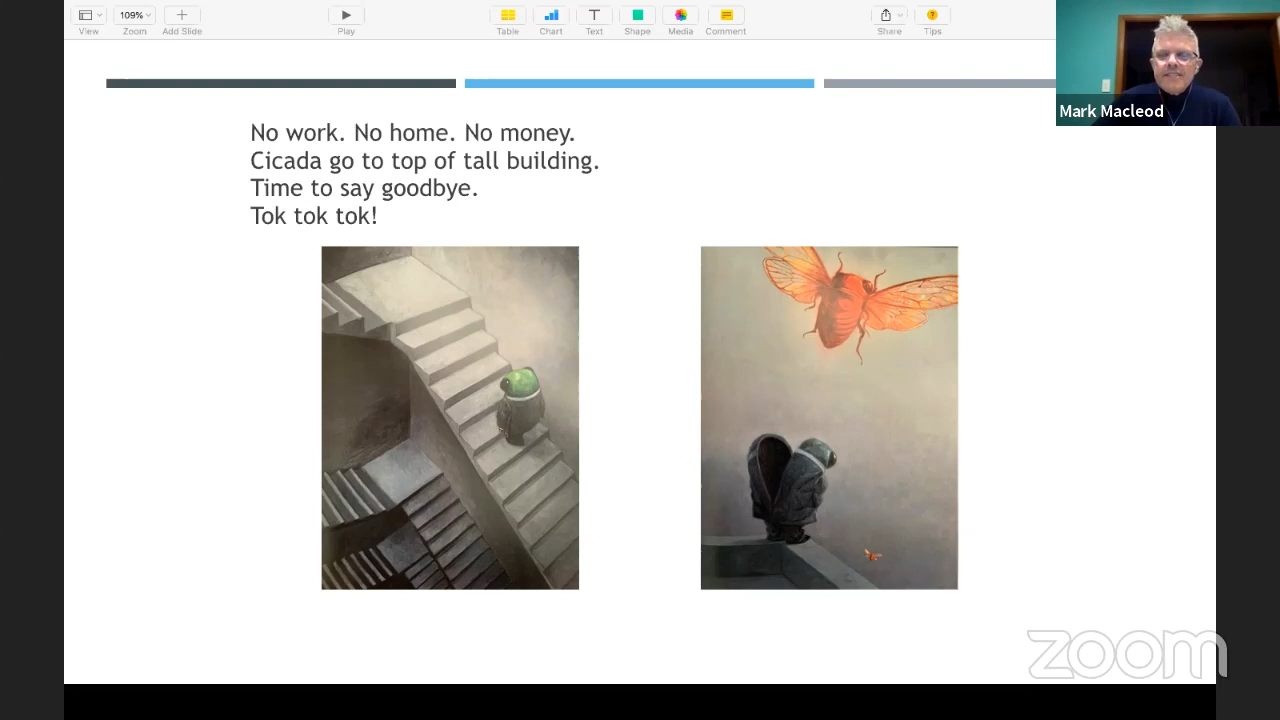 View
109%
Zoom
Add Slide
Play
Table
Chart
Text
Shape
Media
Comment
Share
Tips
Mark Macleod
No work. No home. No money.
Cicada go to top of tall building.
Time to say goodbye.
Tok tok tok!
zoom